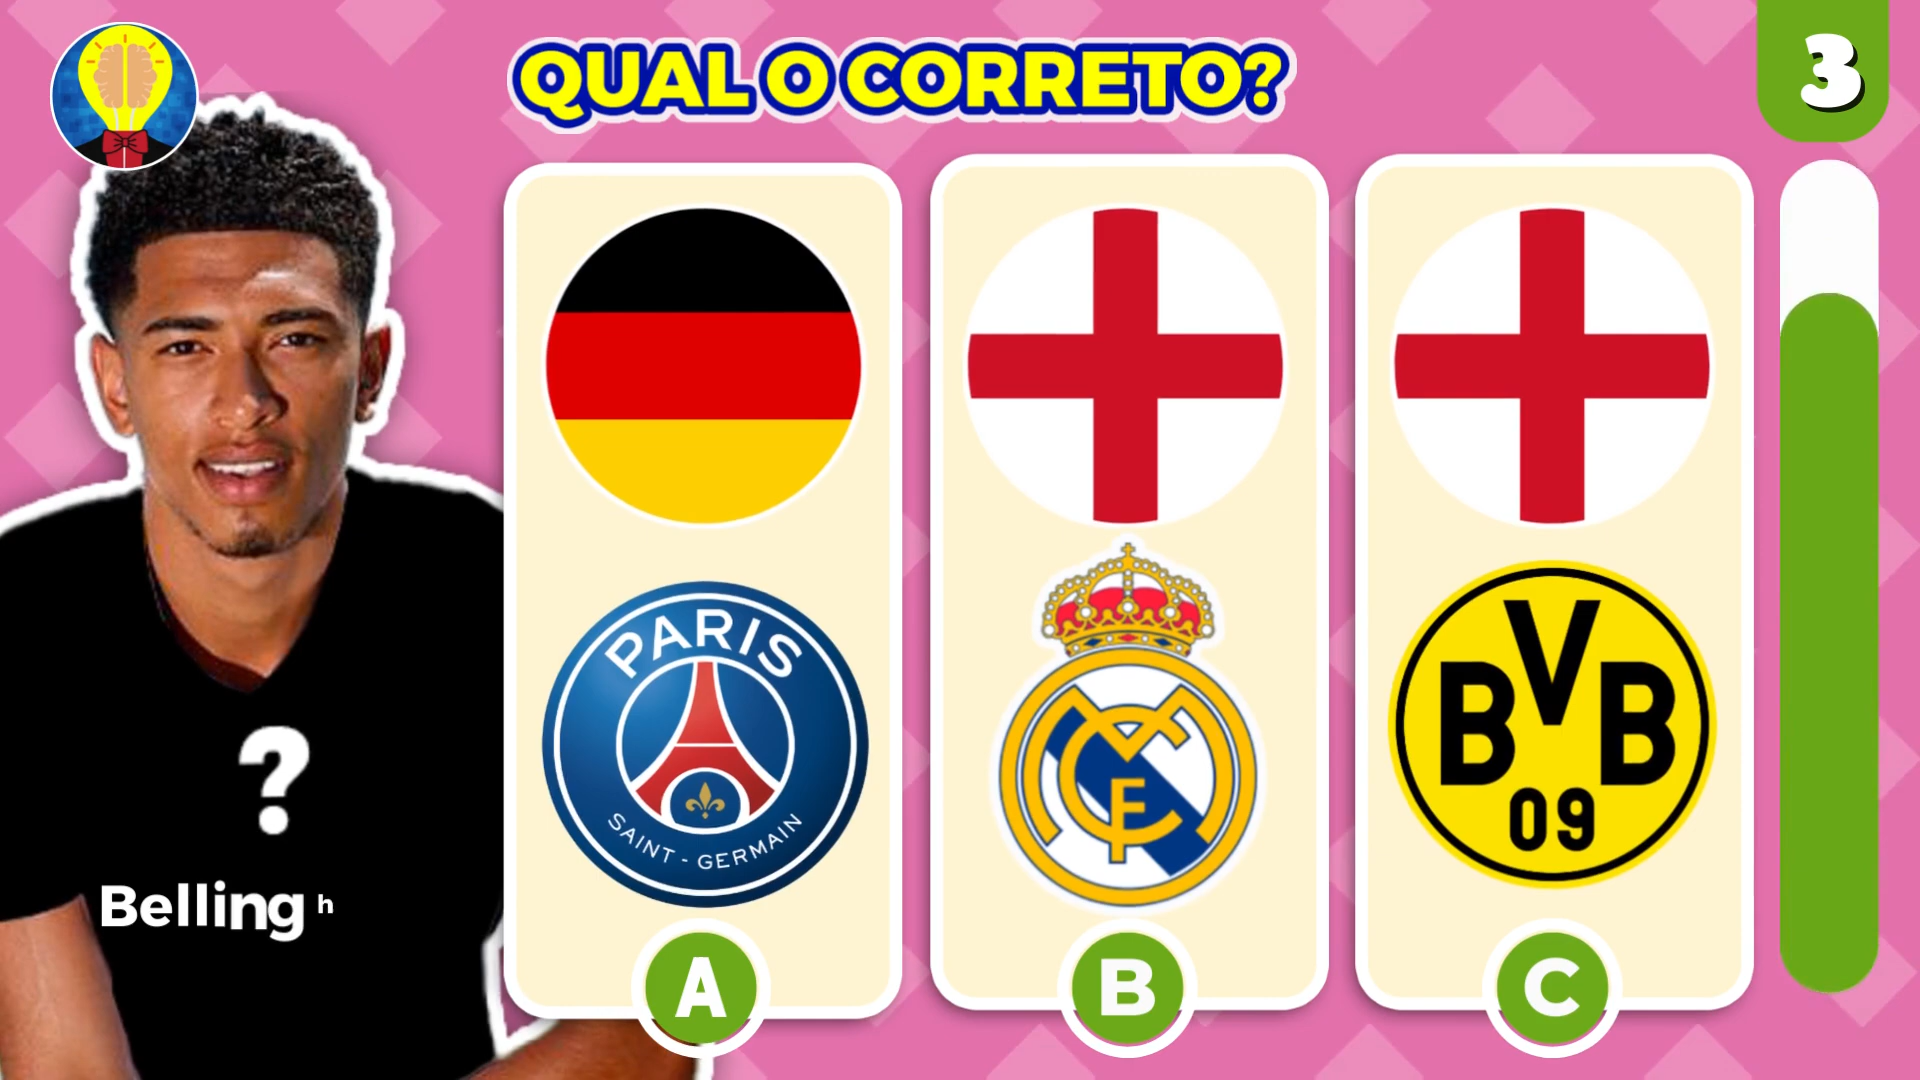 QUAL O CORRETO?
3
PARIS
SAINT-GERMAIN
BVB
09
?
Belling h
A
B
C